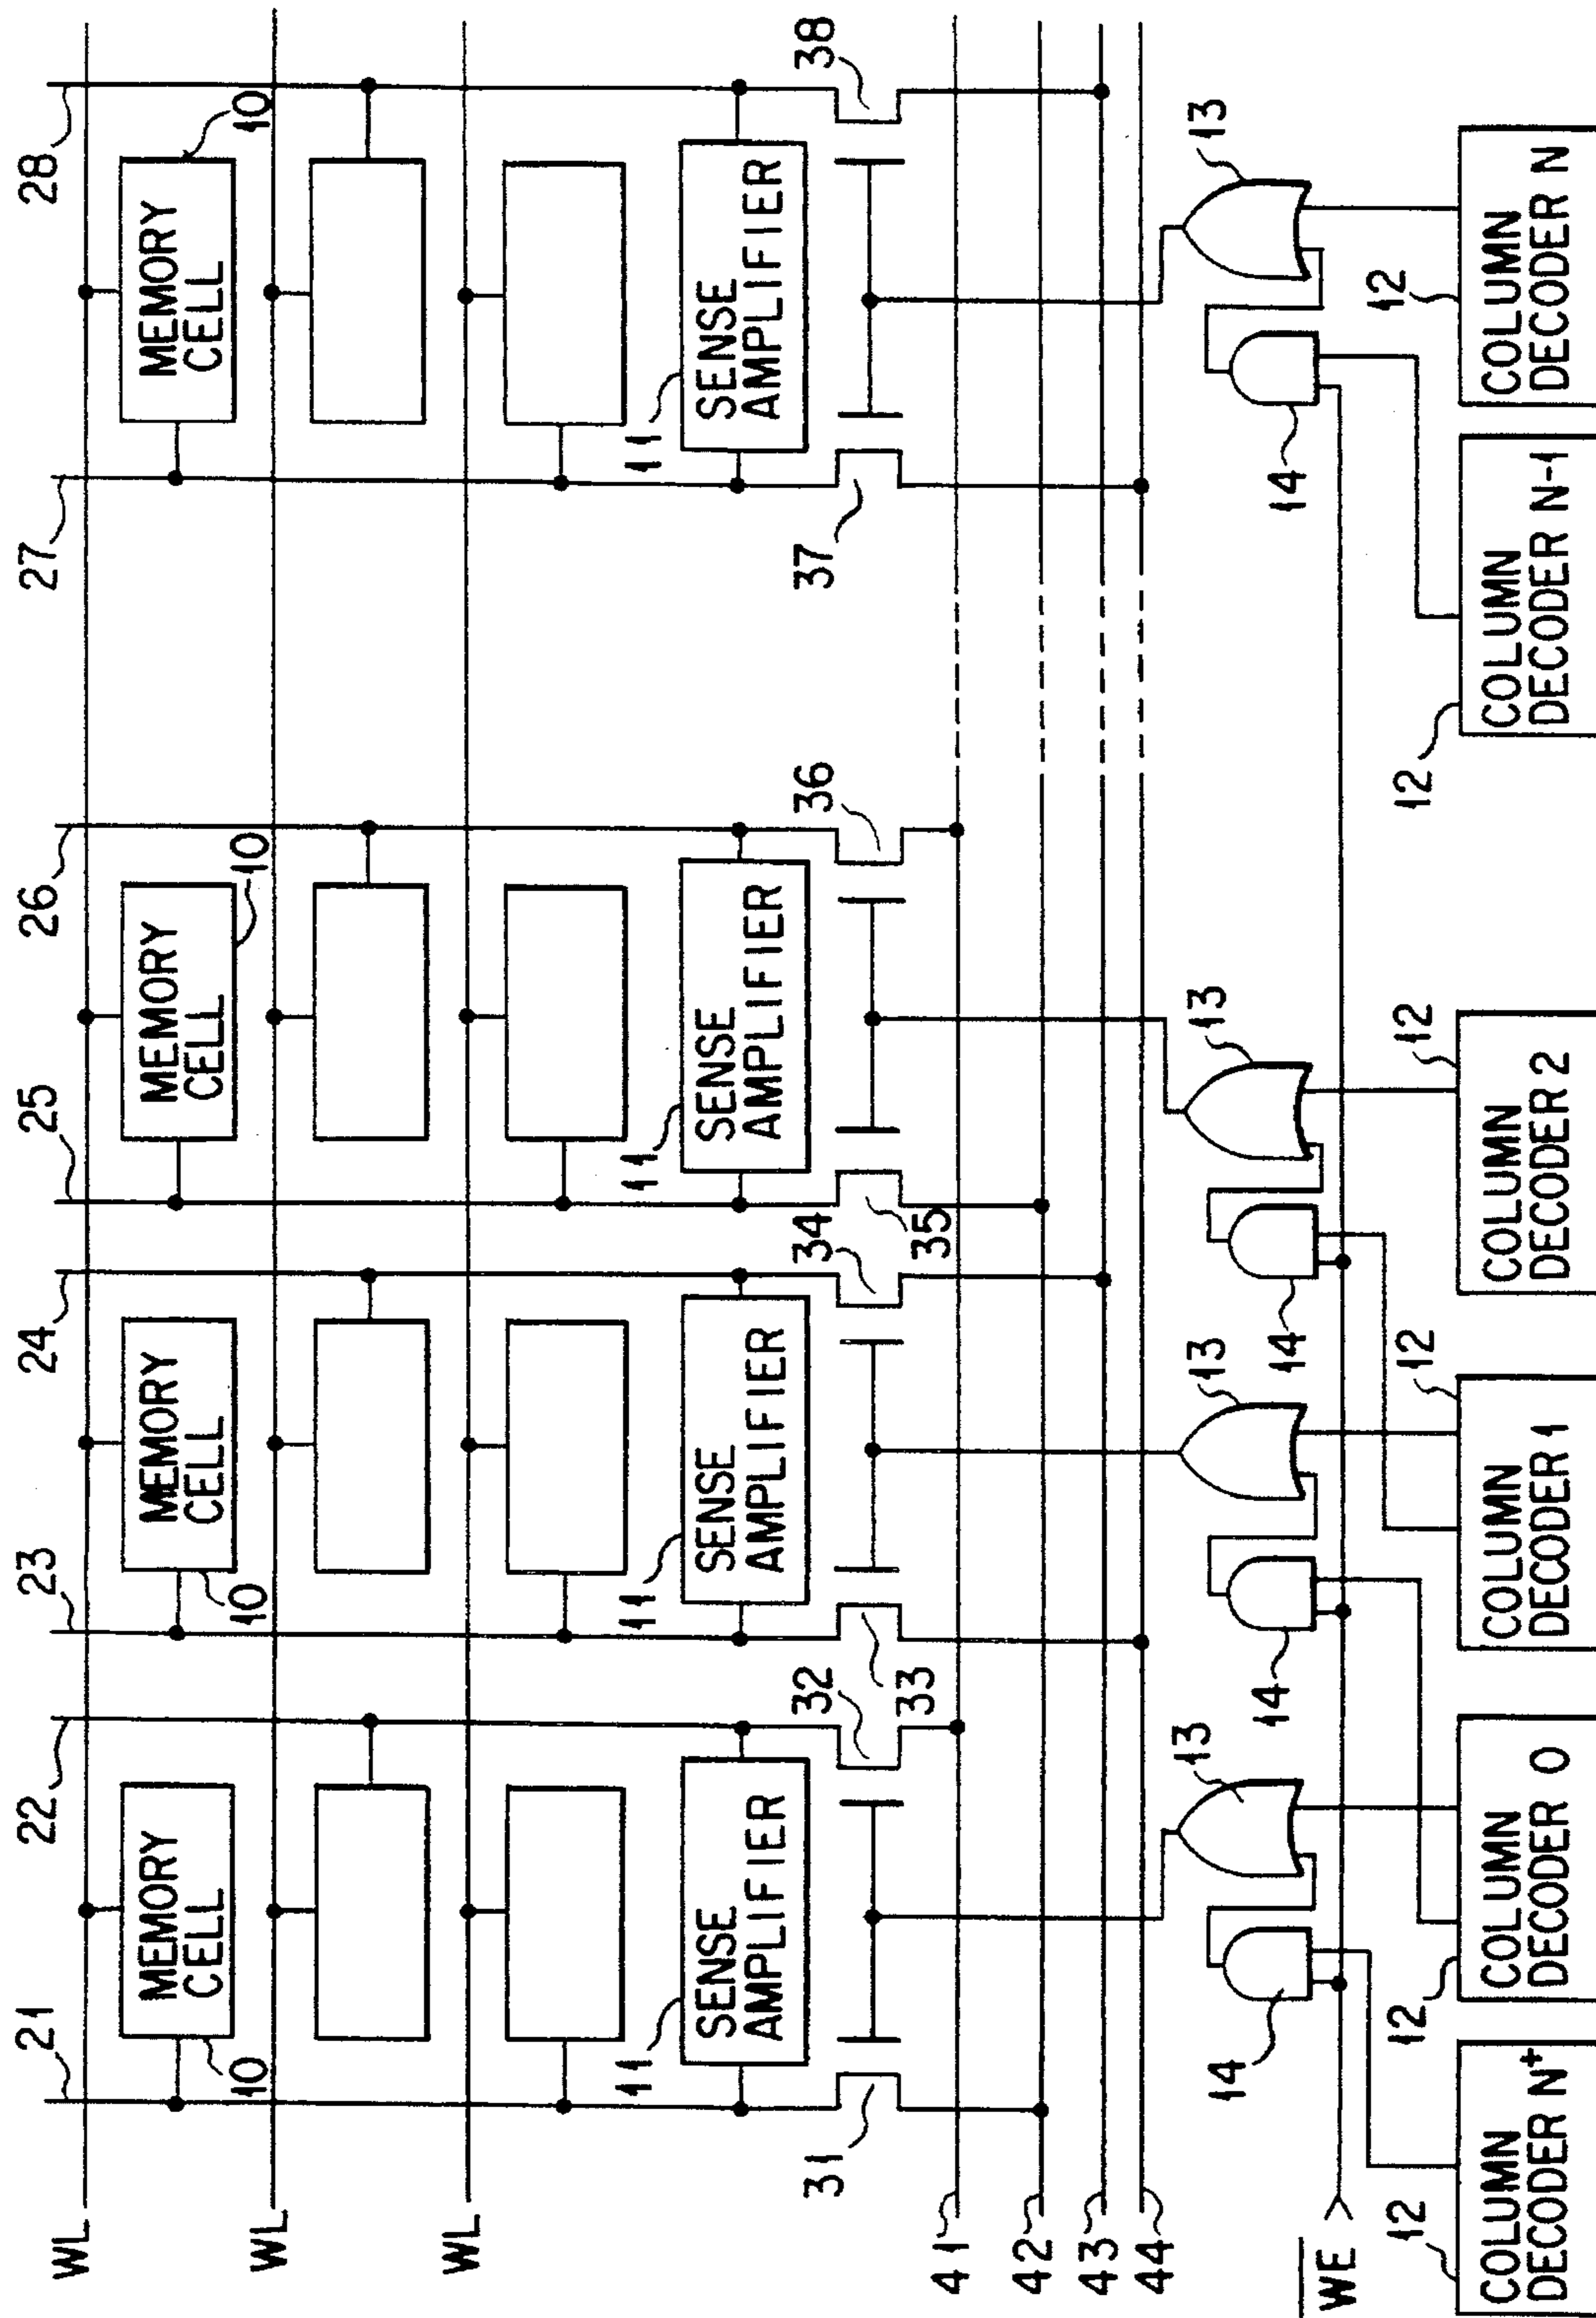 21 22 23 24 25 26 27 28
WL
MEMORY
CELL
MEMORY
CELL
MEMORY
CELL
MEMORY
CELL
10 10 10 10
WL
WL
11 11 11 11
SENSE
AMPLIFIER
SENSE
AMPLIFIER
SENSE
AMPLIFIER
SENSE
AMPLIFIER
31 32 34 36 37 38
33 35
41
42
43
44
13 13 13 13
14 14 14 14
WE
12 12 12 12 12 12
COLUMN
DECODER N+
COLUMN
DECODER 0
COLUMN
DECODER 1
COLUMN
DECODER 2
COLUMN
DECODER N-1
COLUMN
DECODER N